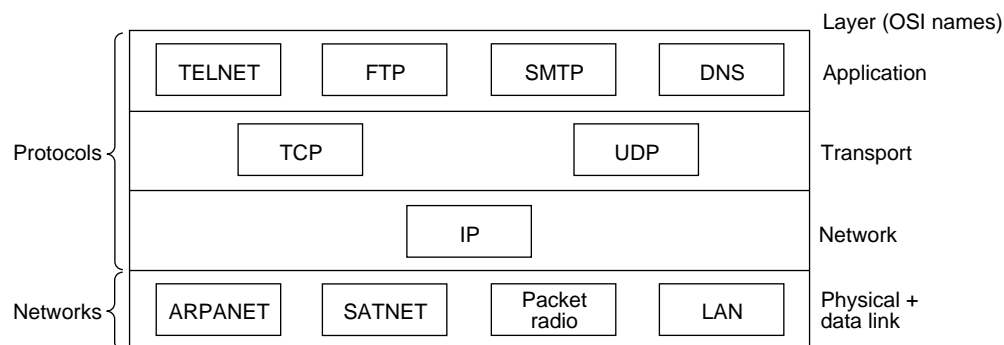 Layer (OSI names)
TELNET FTP SMTP DNS Application
Protocols TCP UDP Transport
IP Network
Networks ARPANET SATNET Packet radio LAN Physical + data link